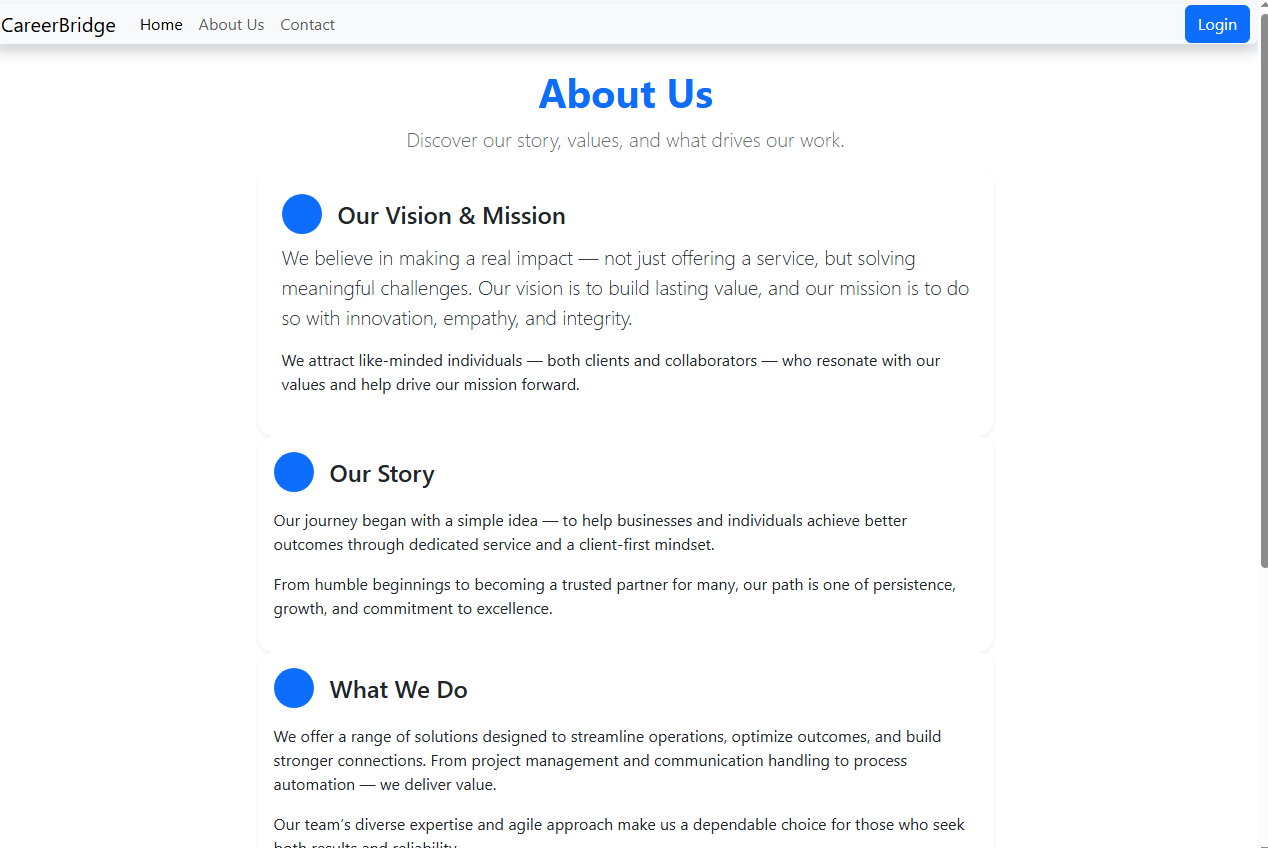 CareerBridge Home About Us Contact Login
About Us
Discover our story, values, and what drives our work.
Our Vision & Mission
We believe in making a real impact — not just offering a service, but solving
meaningful challenges. Our vision is to build lasting value, and our mission is to do
so with innovation, empathy, and integrity.
We attract like-minded individuals — both clients and collaborators — who resonate with our
values and help drive our mission forward.
Our Story
Our journey began with a simple idea — to help businesses and individuals achieve better
outcomes through dedicated service and a client-first mindset.
From humble beginnings to becoming a trusted partner for many, our path is one of persistence,
growth, and commitment to excellence.
What We Do
We offer a range of solutions designed to streamline operations, optimize outcomes, and build
stronger connections. From project management and communication handling to process
automation — we deliver value.
Our team’s diverse expertise and agile approach make us a dependable choice for those who seek
both results and reliability.